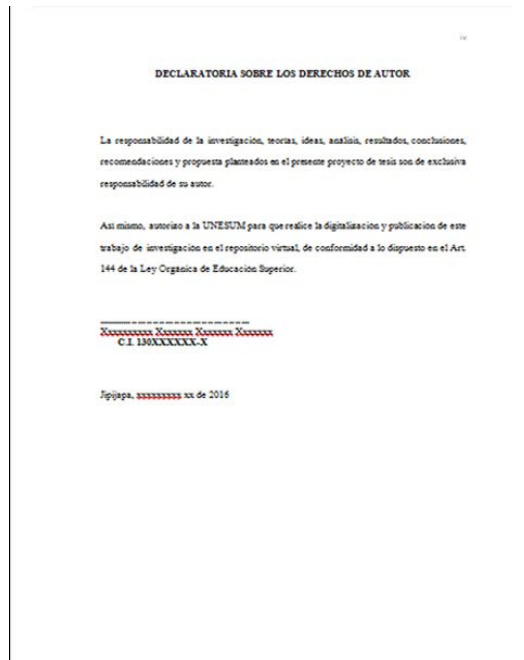 iv
DECLARATORIA SOBRE LOS DERECHOS DE AUTOR
La responsabilidad de la investigación, teorías, ideas, análisis, resultados, conclusiones,
recomendaciones y propuesta planteados en el presente proyecto de tesis son de exclusiva
responsabilidad de su autor.
Así mismo, autorizo a la UNESUM para que realice la digitalización y publicación de este
trabajo de investigación en el repositorio virtual, de conformidad a lo dispuesto en el Art.
144 de la Ley Orgánica de Educación Superior.
Xxxxxxxxxx Xxxxxxx Xxxxxxx Xxxxxxx
C.I. 130XXXXXX-X
Jipijapa, xxxxxxxxx xx de 2016